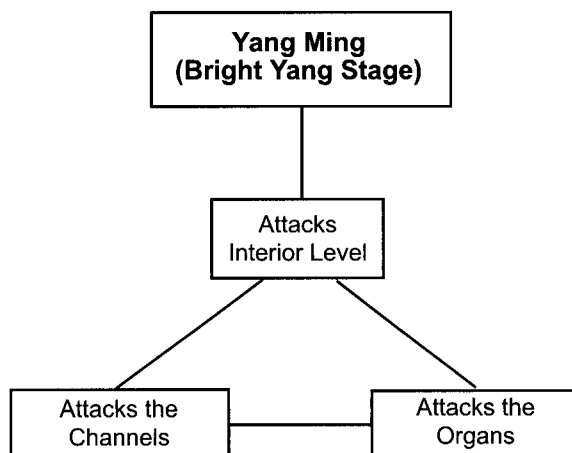 Yang Ming
(Bright Yang Stage)
Attacks
Interior Level
Attacks the
Channels
Attacks the
Organs